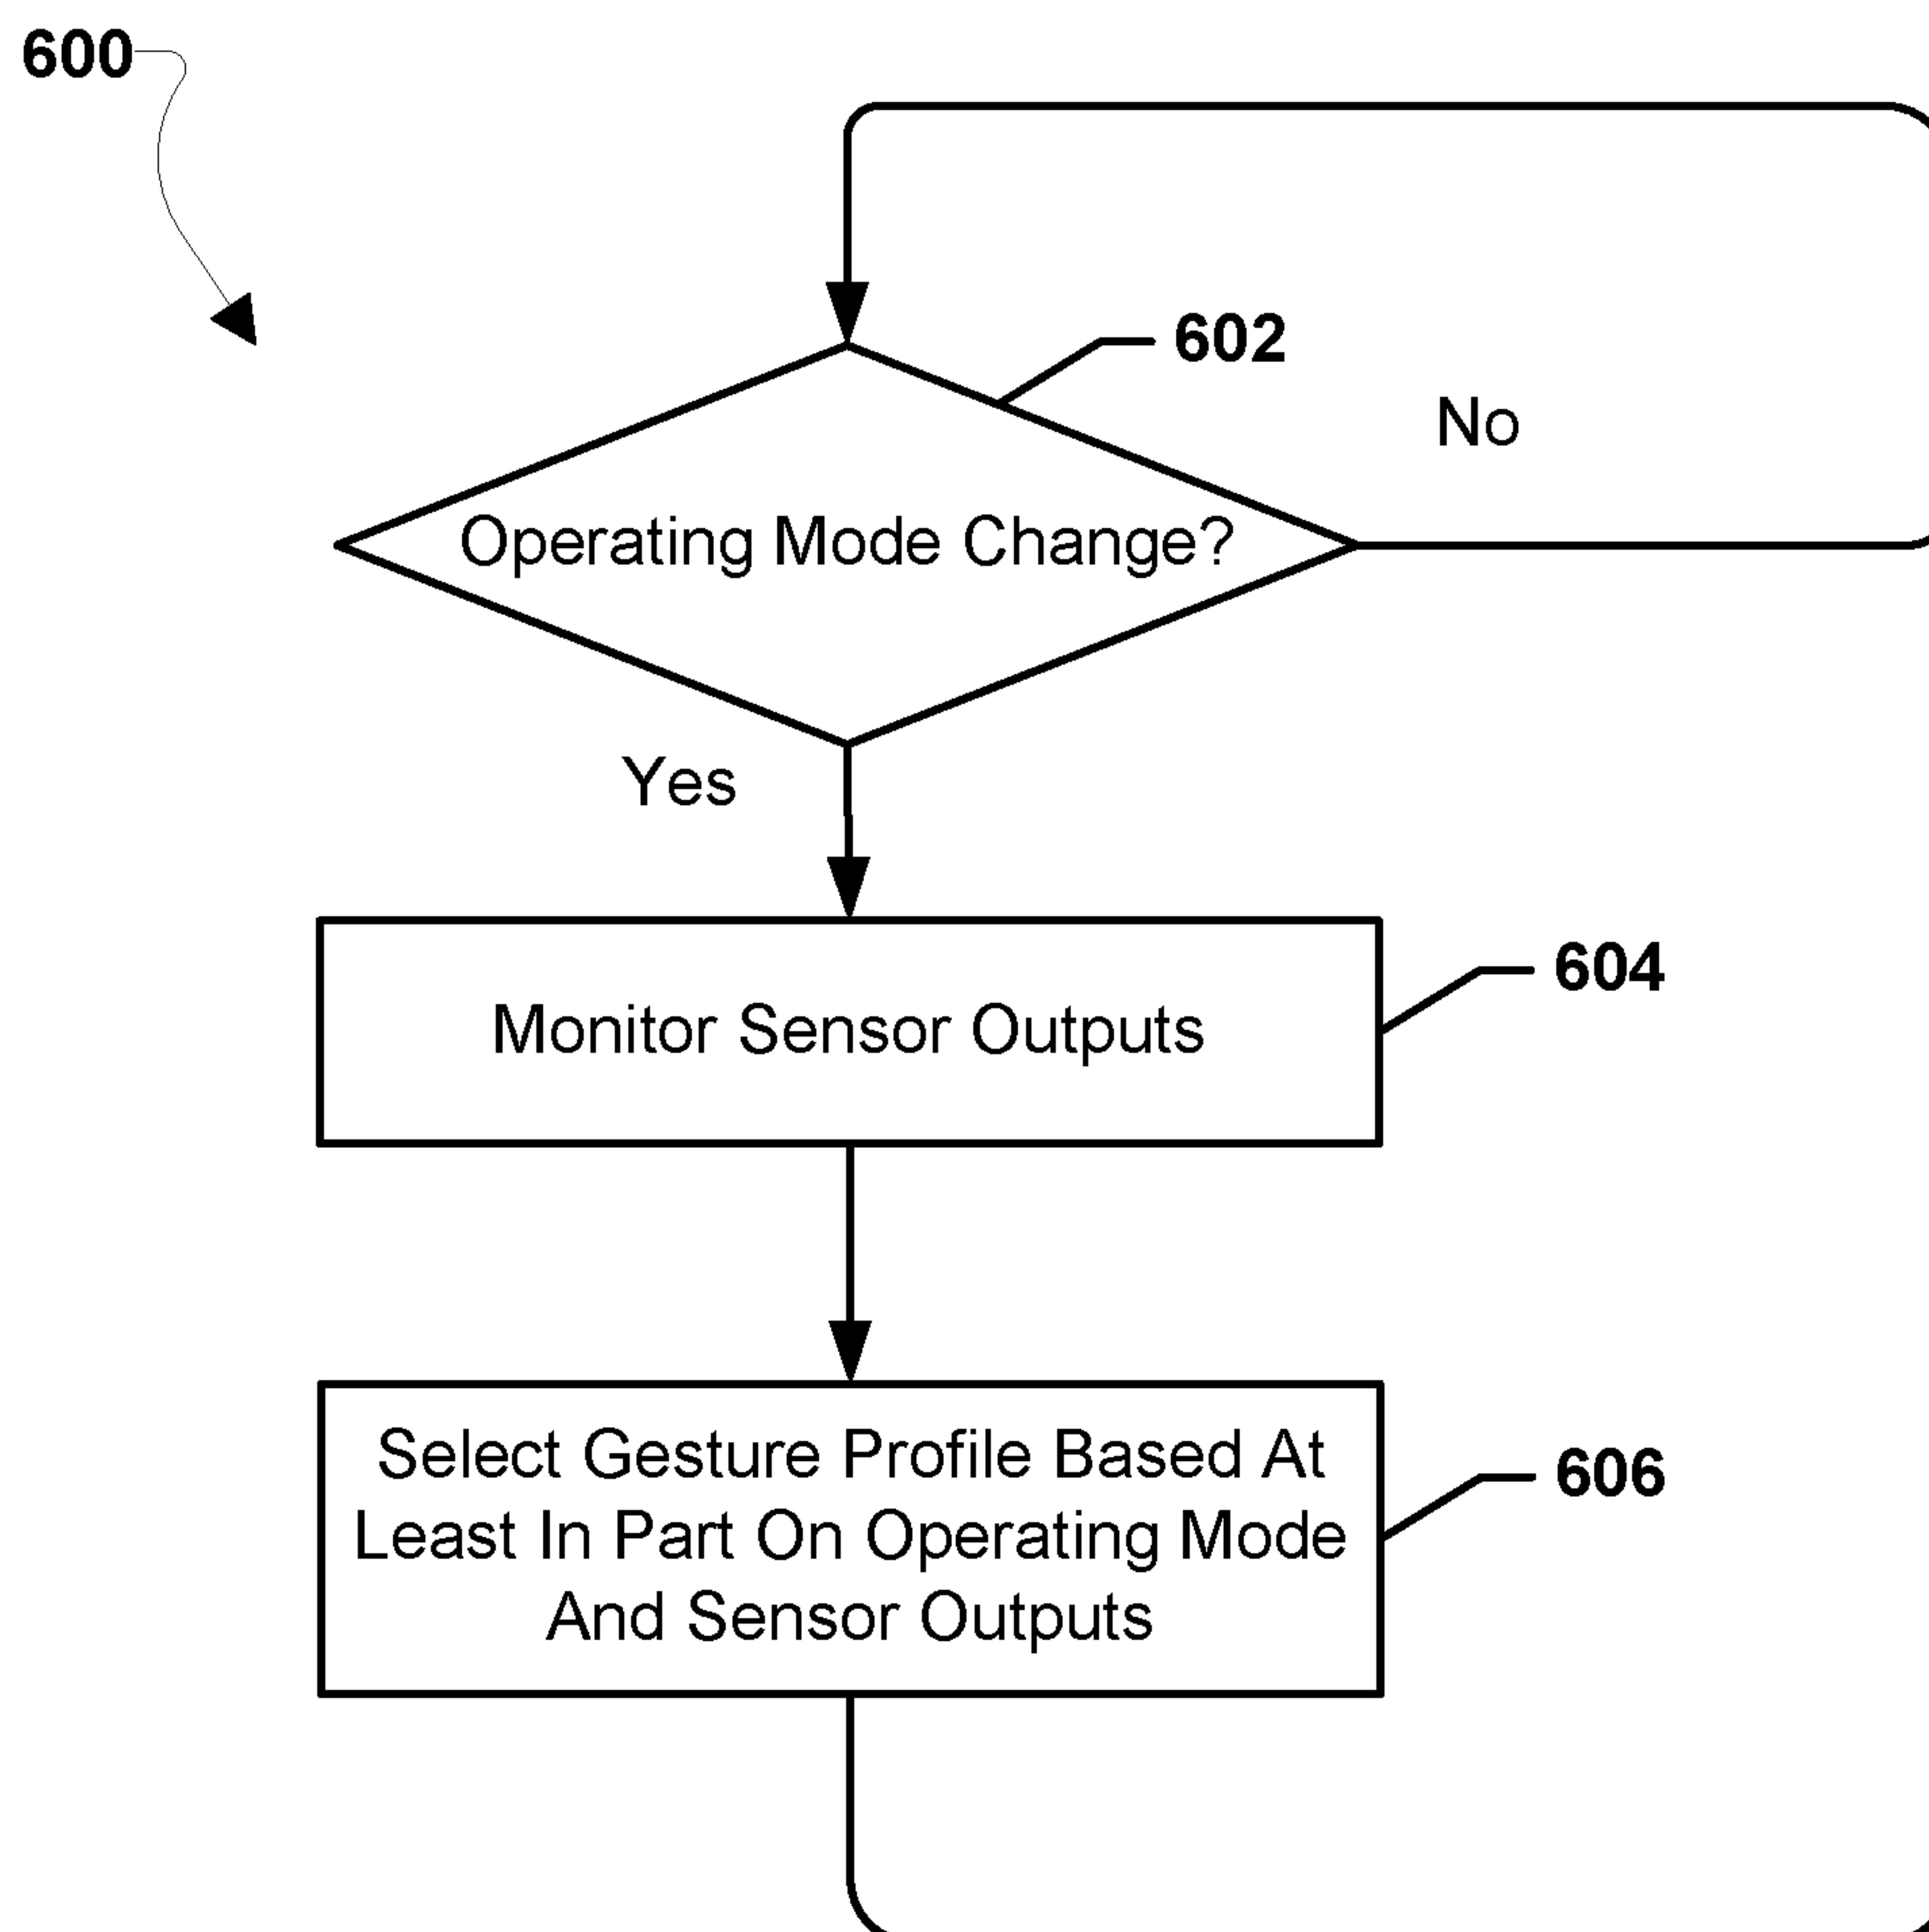 600
602
No
Operating Mode Change?
Yes
604
Monitor Sensor Outputs
Select Gesture Profile Based At
Least In Part On Operating Mode
And Sensor Outputs
606